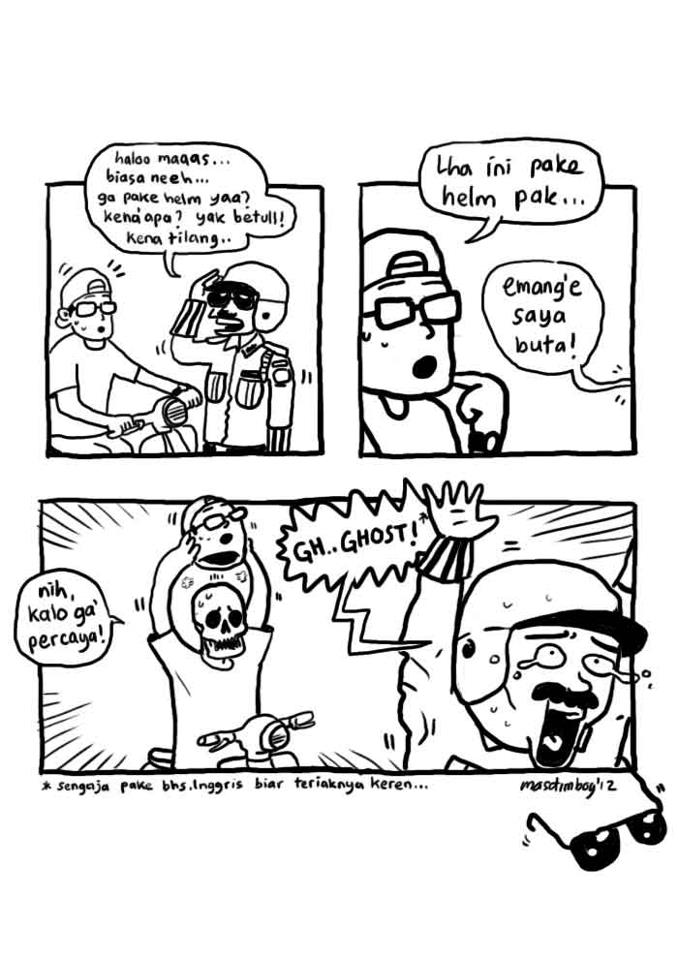 haloo maqas...
biasa neeh...
ga pake helm yaa?
kena'apa? yak betull!
kena tilang..
Lha ini pake
helm pak...
emang'e
saya
buta!
nih,
kalo ga'
percaya!
GH..GHOST!*
* sengaja pake bhs.Inggris biar teriaknya keren...
masdimboy'12